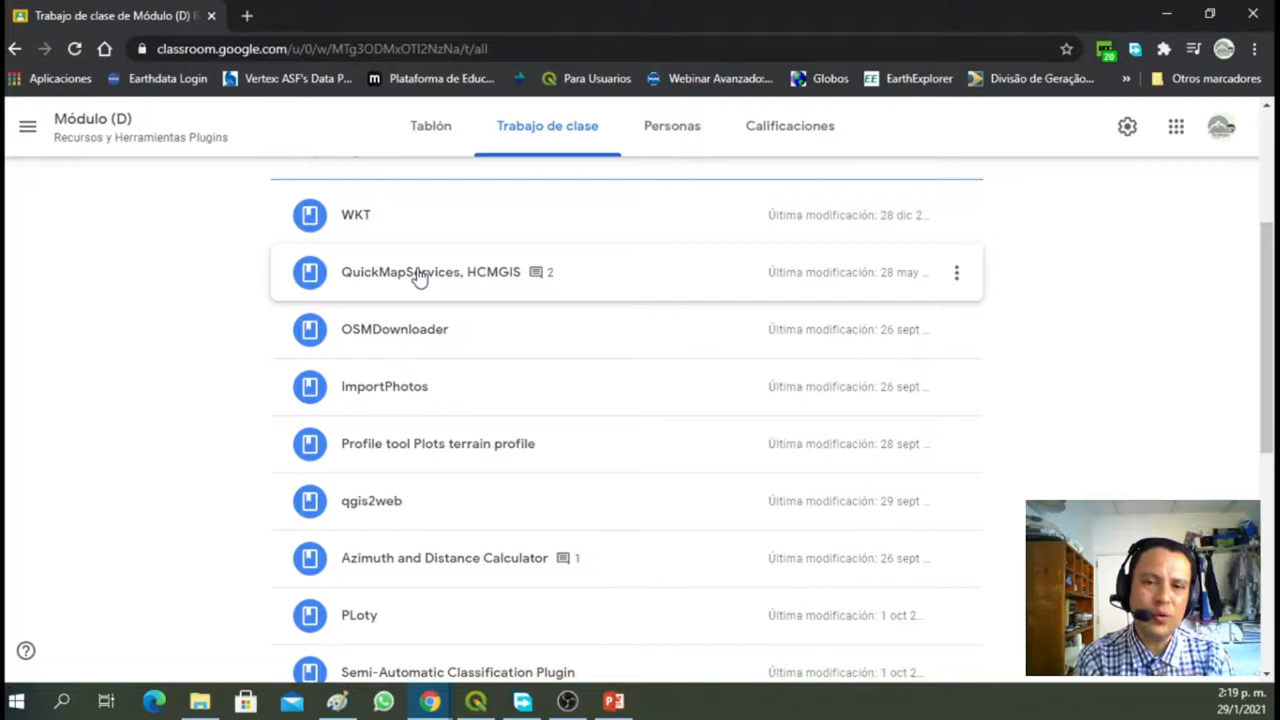 Trabajo de clase de Módulo (D) R
classroom.google.com/u/0/w/MTg3ODMxOTI2NzNa/t/all
20
Aplicaciones Earthdata Login Vertex: ASF's Data P... Plataforma de Educ... Para Usuarios Webinar Avanzado:... Globos EE EarthExplorer Divisão de Geração... » Otros marcadores
Módulo (D)
Recursos y Herramientas Plugins
Tablón Trabajo de clase Personas Calificaciones
WKT Última modificación: 28 dic 2...
QuickMapServices, HCMGIS 2 Última modificación: 28 may ...
OSMDownloader Última modificación: 26 sept ...
ImportPhotos Última modificación: 26 sept ...
Profile tool Plots terrain profile Última modificación: 28 sept ...
qgis2web Última modificación: 29 sept ...
Azimuth and Distance Calculator 1 Última modificación: 26 sept ...
PLoty Última modificación: 1 oct 2...
Semi-Automatic Classification Plugin Última modificación: 1 oct 2...
2:19 p. m.
29/1/2021